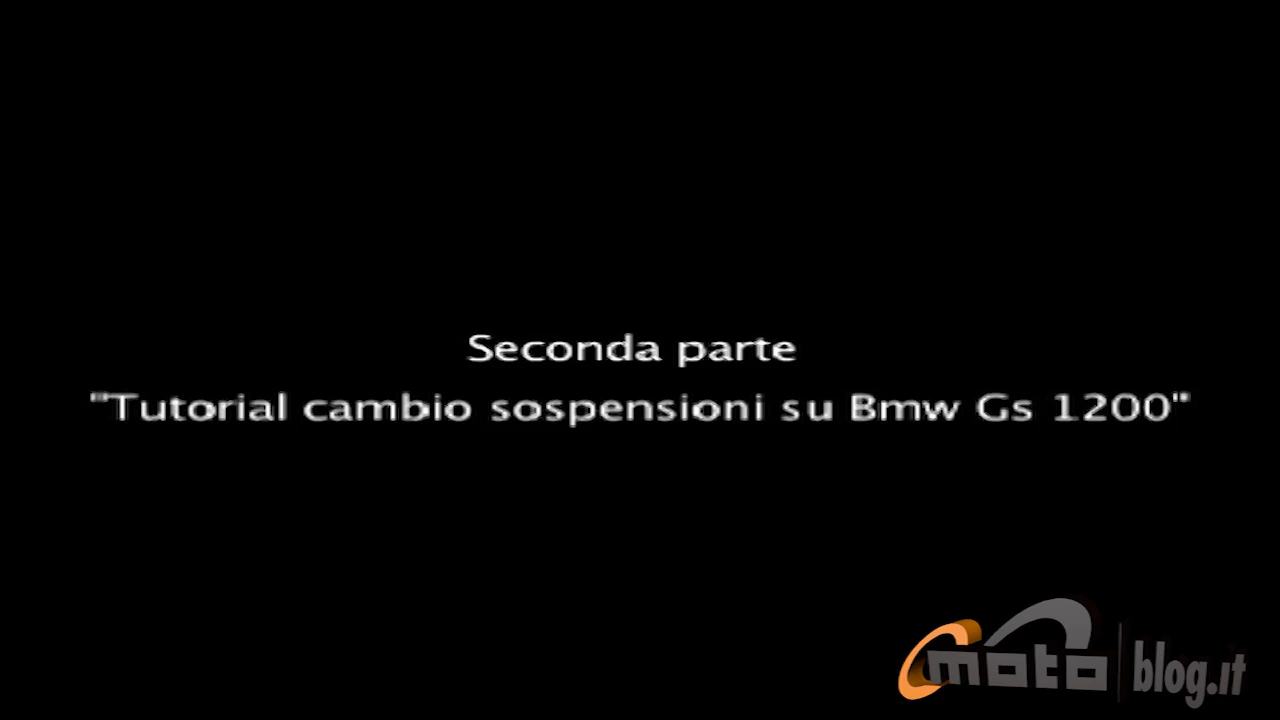 Seconda parte
"Tutorial cambio sospensioni su Bmw Gs 1200"
moto blog.it